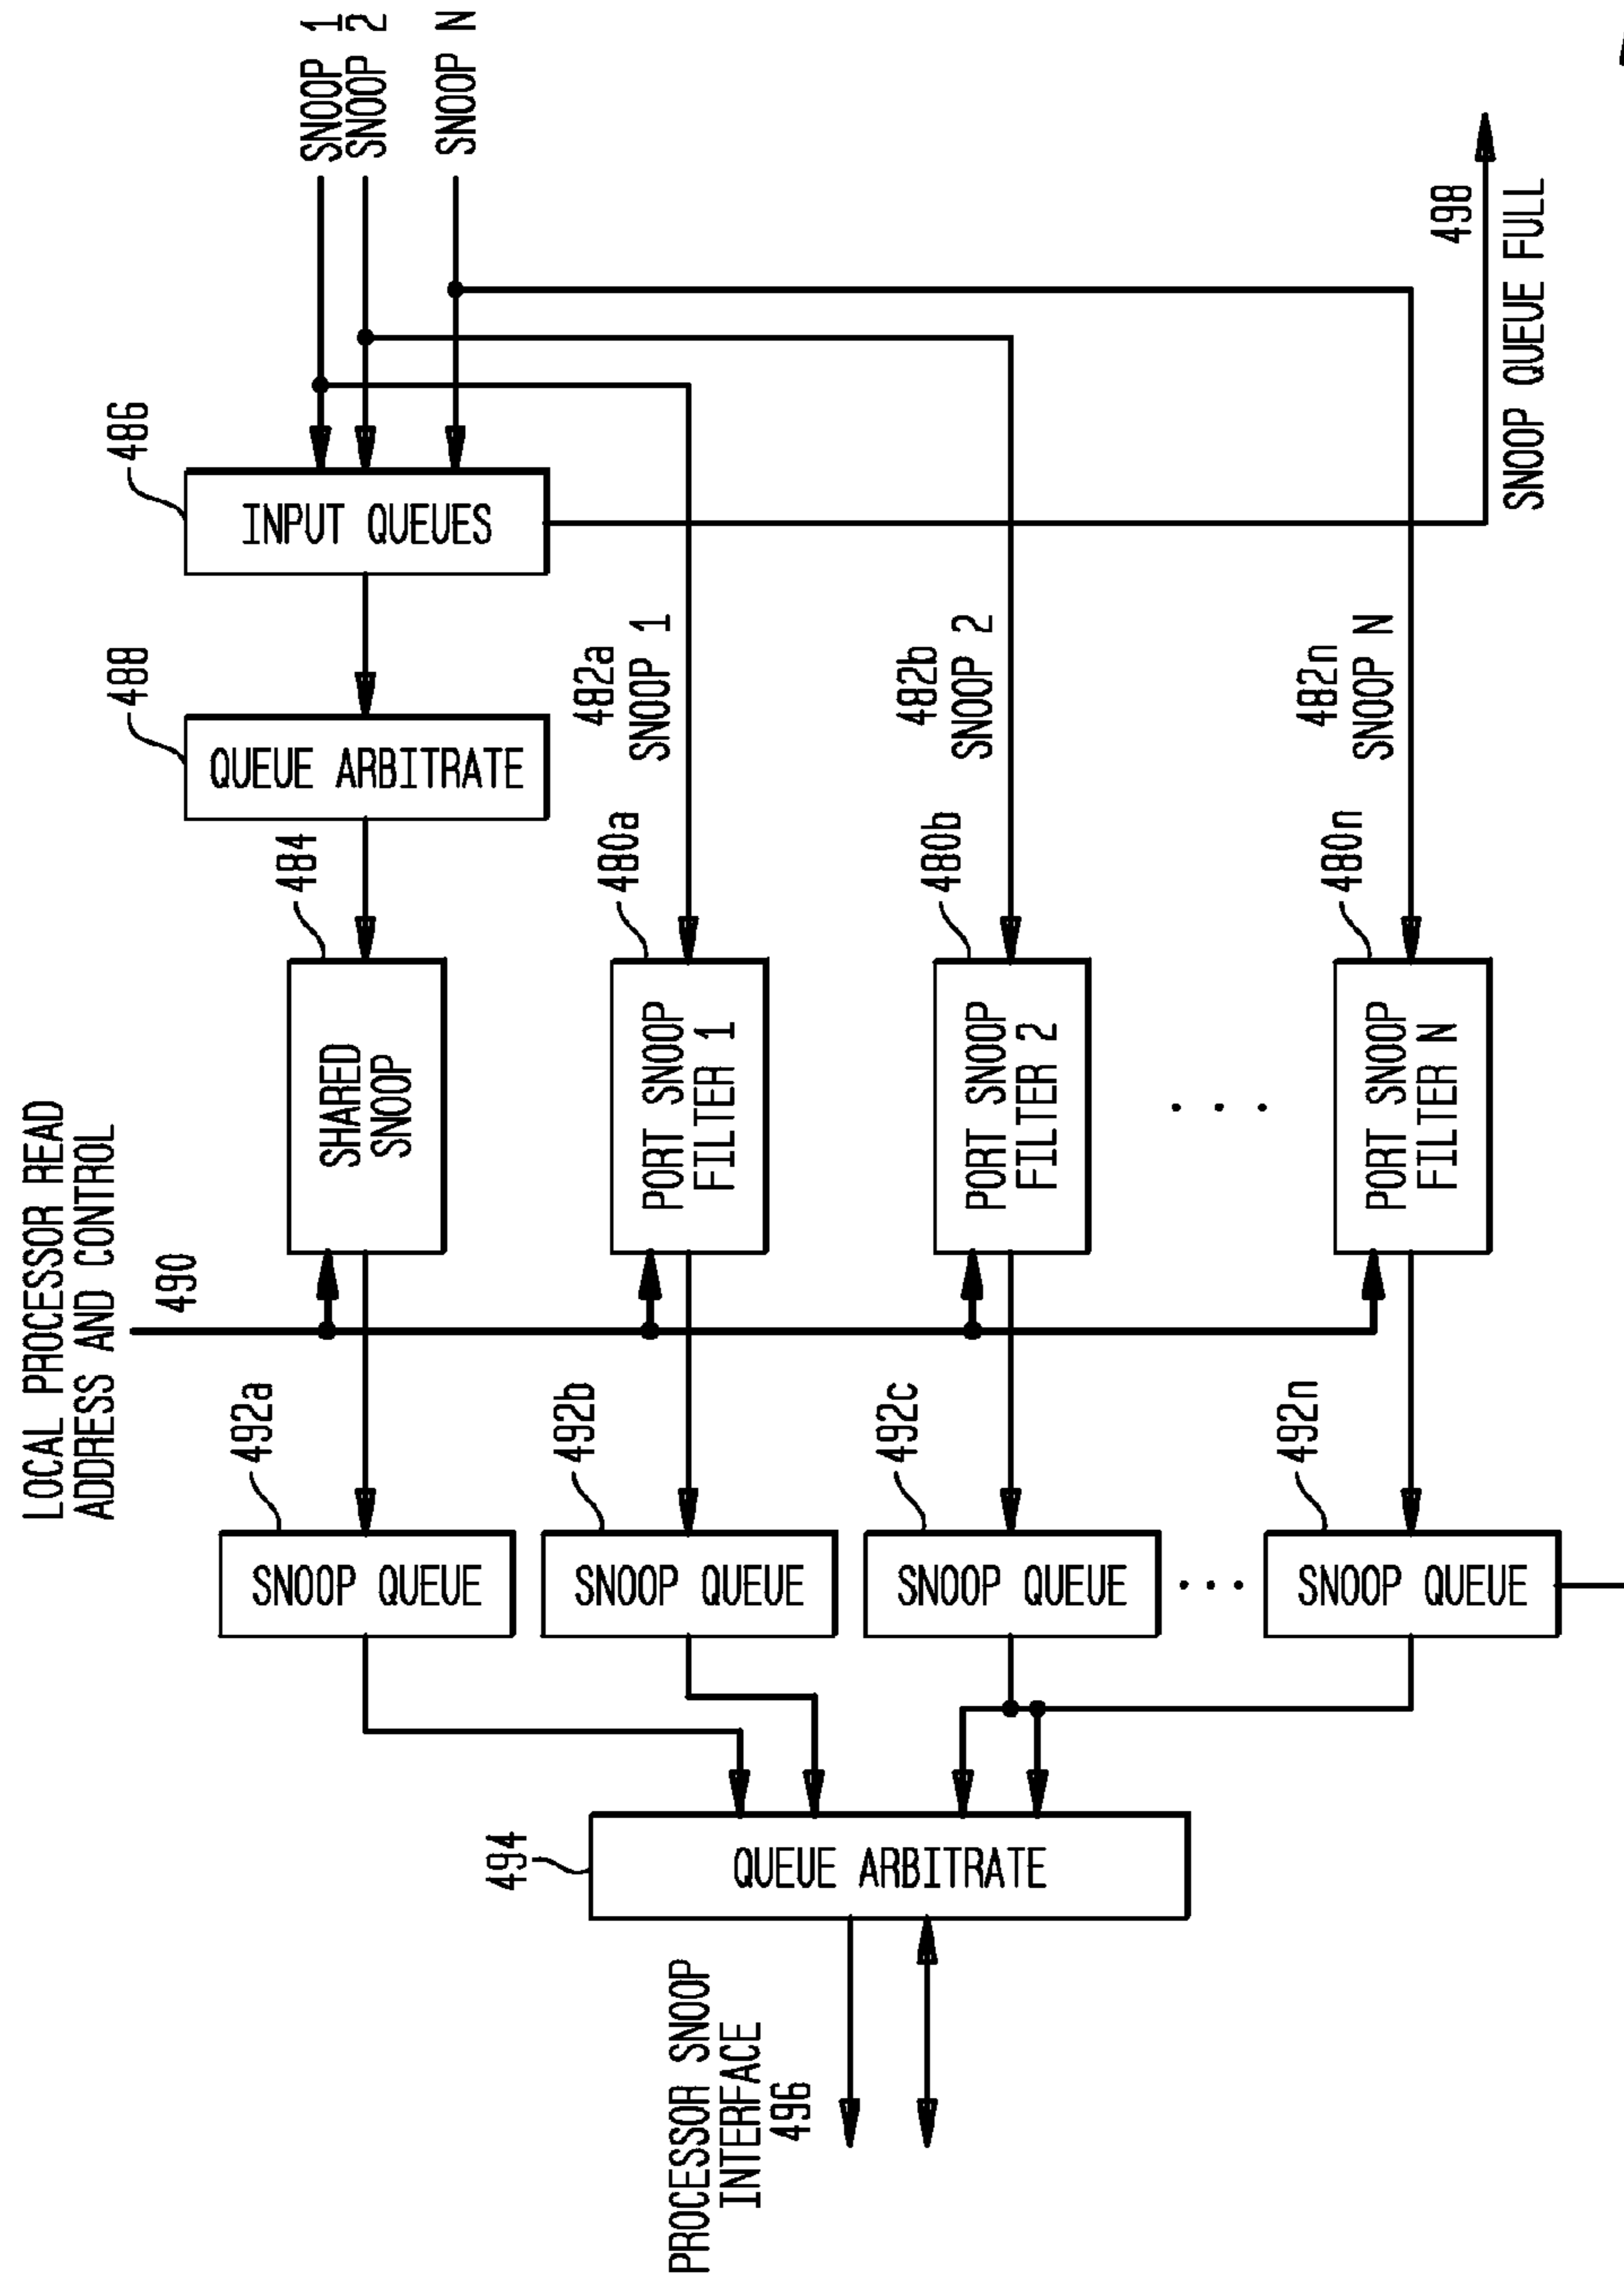 LOCAL PROCESSOR READ
ADDRESS AND CONTROL
490
SNOOP 1
SNOOP 2
SNOOP N
486
INPUT QUEUES
488
QUEUE ARBITRATE
484
SHARED
SNOOP
492a
SNOOP QUEUE
482a
SNOOP 1
480a
PORT SNOOP
FILTER 1
492b
SNOOP QUEUE
482b
SNOOP 2
480b
PORT SNOOP
FILTER 2
492c
SNOOP QUEUE
. . .
. . .
482n
SNOOP N
480n
PORT SNOOP
FILTER N
492n
SNOOP QUEUE
494
QUEUE ARBITRATE
PROCESSOR SNOOP
INTERFACE
496
498
SNOOP QUEUE FULL